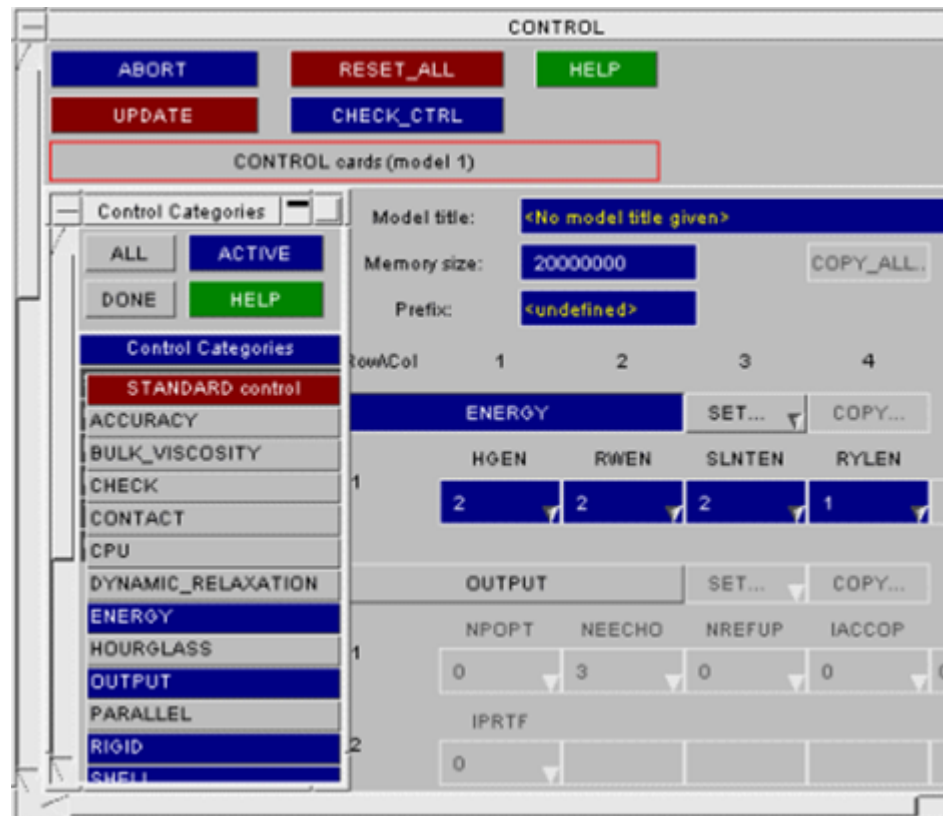 CONTROL
ABORT RESET_ALL HELP
UPDATE CHECK_CTRL
CONTROL cards (model 1)
Control Categories
ALL ACTIVE
DONE HELP
Control Categories
STANDARD control
ACCURACY
BULK_VISCOSITY
CHECK
CONTACT
CPU
DYNAMIC_RELAXATION
ENERGY
HOURGLASS
OUTPUT
PARALLEL
RIGID
SHELL
Model title: <No model title given>
Memory size: 20000000 COPY_ALL..
Prefix: <undefined>
Row\Col 1 2 3 4
ENERGY SET... COPY...
HGEN RWEN SLNTEN RYLEN
1 2 2 2 1
OUTPUT SET... COPY...
NPOPT NEECHO NREFUP IACCOP
1 0 3 0 0
IPRTF
2 0